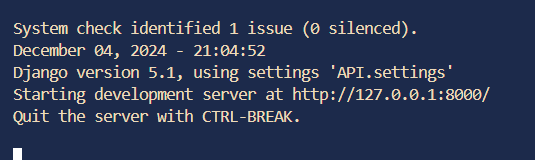 System check identified 1 issue (0 silenced).
December 04, 2024 - 21:04:52
Django version 5.1, using settings 'API.settings'
Starting development server at http://127.0.0.1:8000/
Quit the server with CTRL-BREAK.